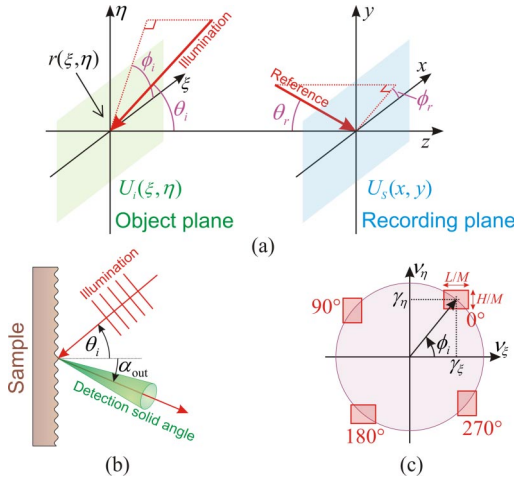 η
y
Illumination
r(ξ,η)
ϕi
ξ
x
θi
Reference
θr
ϕr
z
Ui(ξ,η)
Us(x, y)
Object plane
Recording plane
(a)
Illumination
Sample
θi
αout
Detection solid angle
(b)
νη
L/M
90°
γη
H/M
0°
νξ
ϕi
γξ
180°
270°
(c)